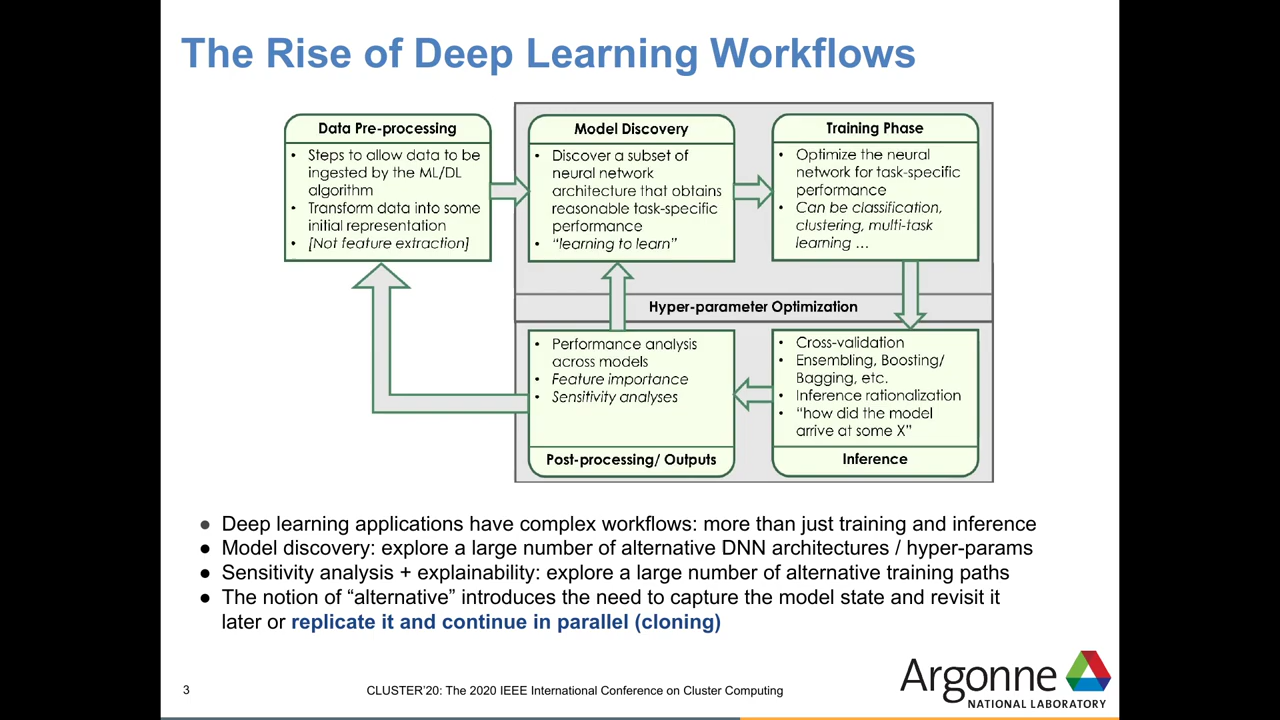 The Rise of Deep Learning Workflows
Data Pre-processing
• Steps to allow data to be
ingested by the ML/DL
algorithm
• Transform data into some
initial representation
• [Not feature extraction]
Model Discovery
• Discover a subset of
neural network
architecture that obtains
reasonable task-specific
performance
• “learning to learn”
Training Phase
• Optimize the neural
network for task-specific
performance
• Can be classification,
clustering, multi-task
learning ...
Hyper-parameter Optimization
• Performance analysis
across models
• Feature importance
• Sensitivity analyses
Post-processing/ Outputs
• Cross-validation
• Ensembling, Boosting/
Bagging, etc.
• Inference rationalization
• “how did the model
arrive at some X”
Inference
● Deep learning applications have complex workflows: more than just training and inference
● Model discovery: explore a large number of alternative DNN architectures / hyper-params
● Sensitivity analysis + explainability: explore a large number of alternative training paths
● The notion of “alternative” introduces the need to capture the model state and revisit it
later or replicate it and continue in parallel (cloning)
3
CLUSTER’20: The 2020 IEEE International Conference on Cluster Computing
Argonne
NATIONAL LABORATORY